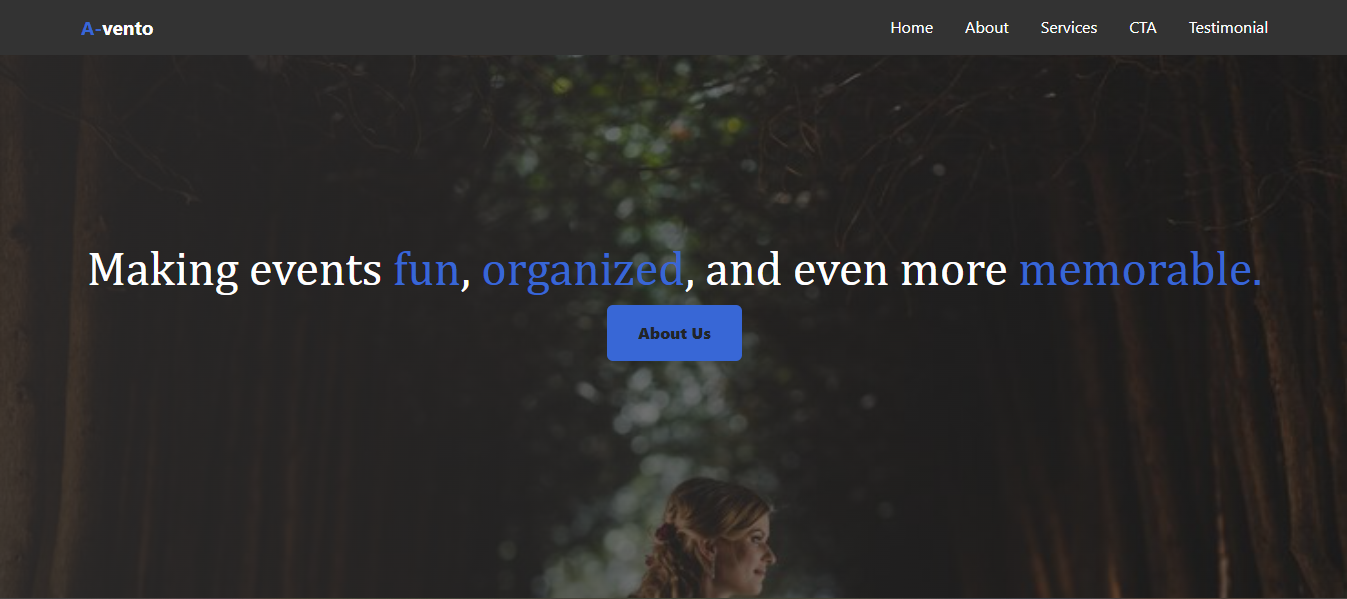 A-vento
Home About Services CTA Testimonial
Making events fun, organized, and even more memorable.
About Us